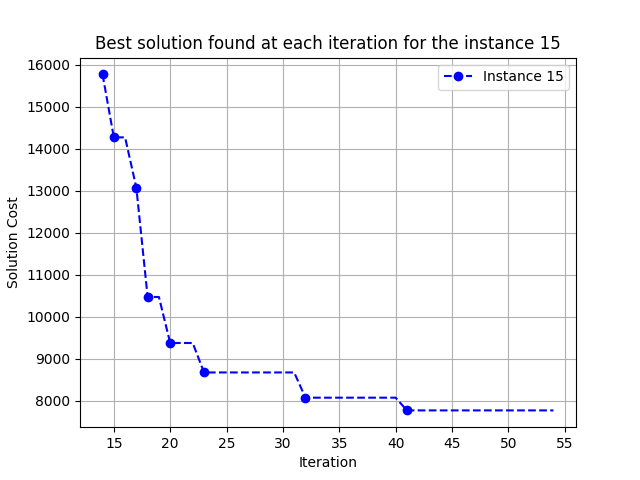 Best solution found at each iteration for the instance 15
Instance 15
Solution Cost
16000
15000
14000
13000
12000
11000
10000
9000
8000
15 20 25 30 35 40 45 50 55
Iteration